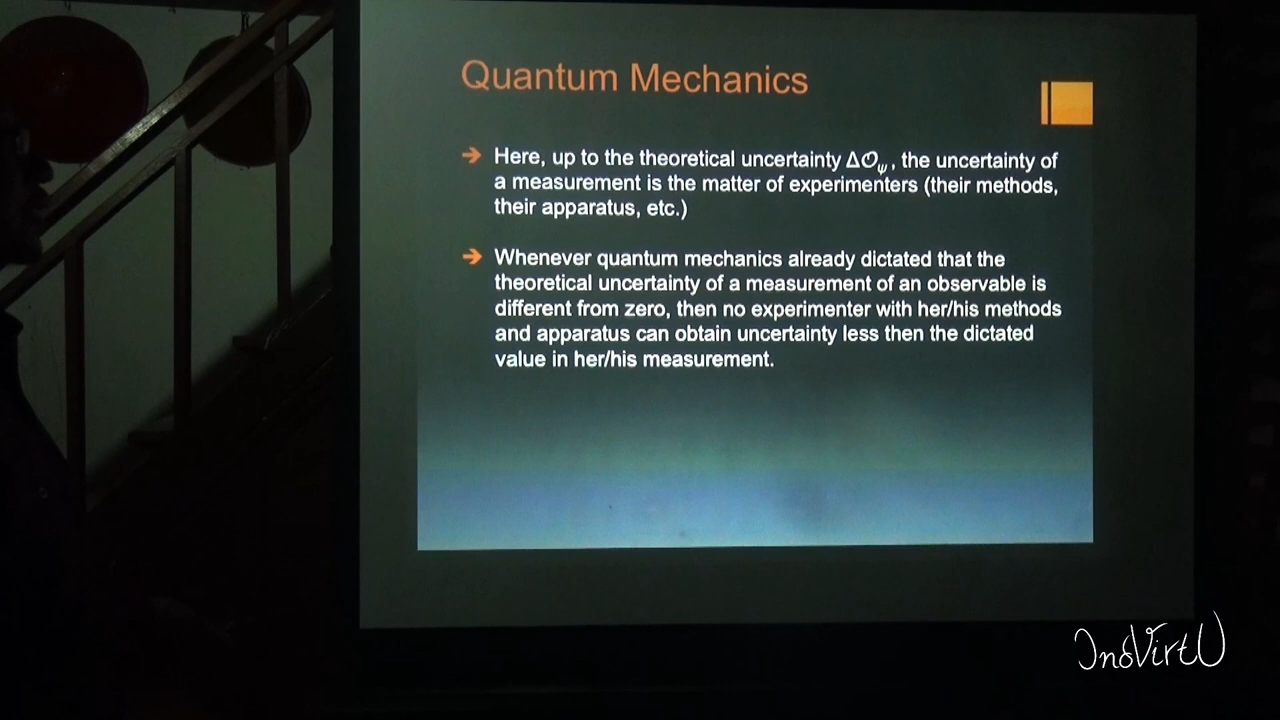 Quantum Mechanics
Here, up to the theoretical uncertainty Δ𝒪ψ, the uncertainty of
a measurement is the matter of experimenters (their methods,
their apparatus, etc.)
Whenever quantum mechanics already dictated that the
theoretical uncertainty of a measurement of an observable is
different from zero, then no experimenter with her/his methods
and apparatus can obtain uncertainty less then the dictated
value in her/his measurement.
InoVirtU